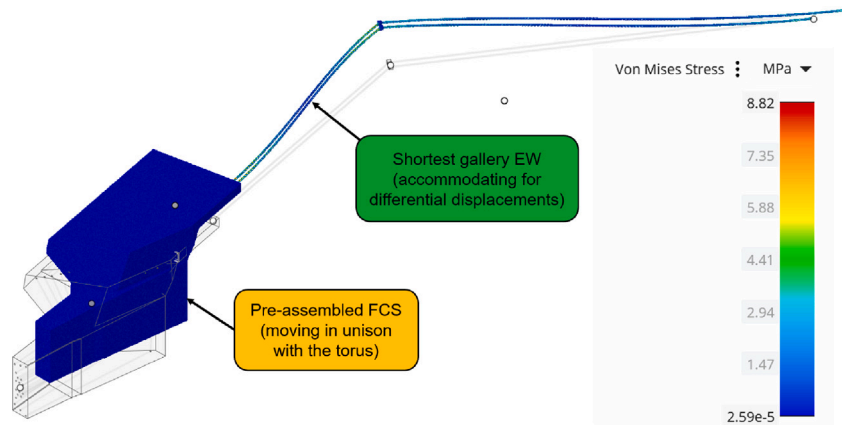 Von Mises Stress MPa
8.82
7.35
5.88
4.41
2.94
1.47
2.59e-5
Shortest gallery EW
(accommodating for
differential displacements)
Pre-assembled FCS
(moving in unison
with the torus)